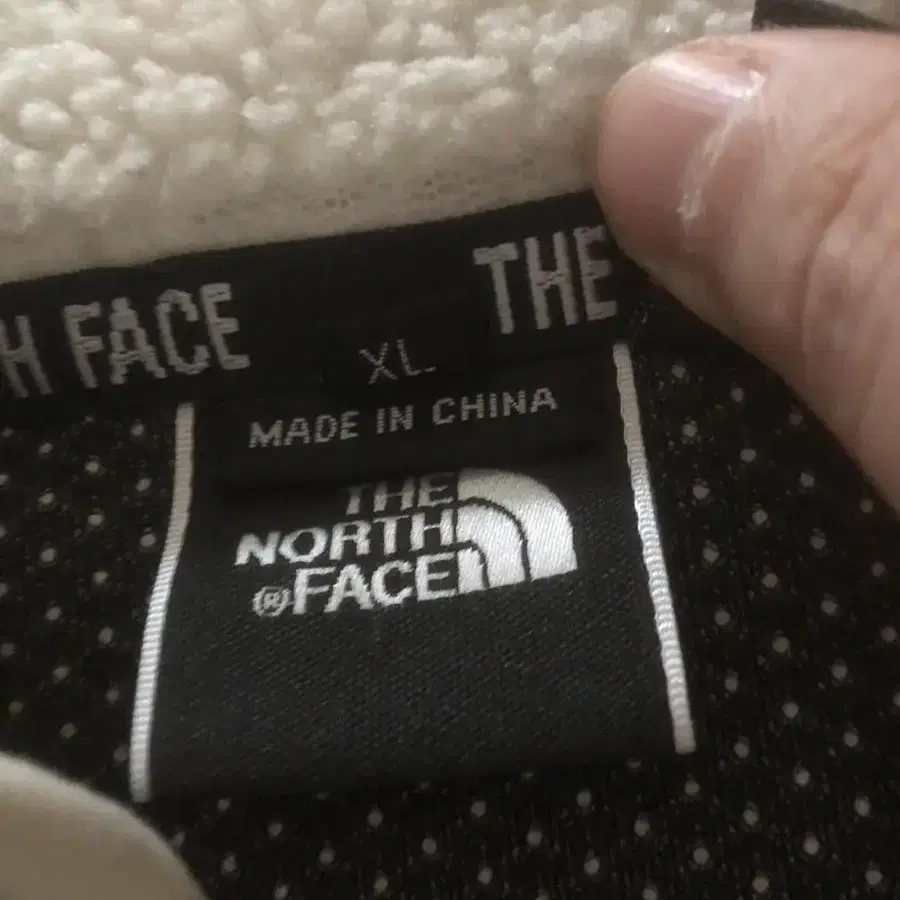 H FACE THE
XL
MADE IN CHINA
THE
NORTH
®FACE